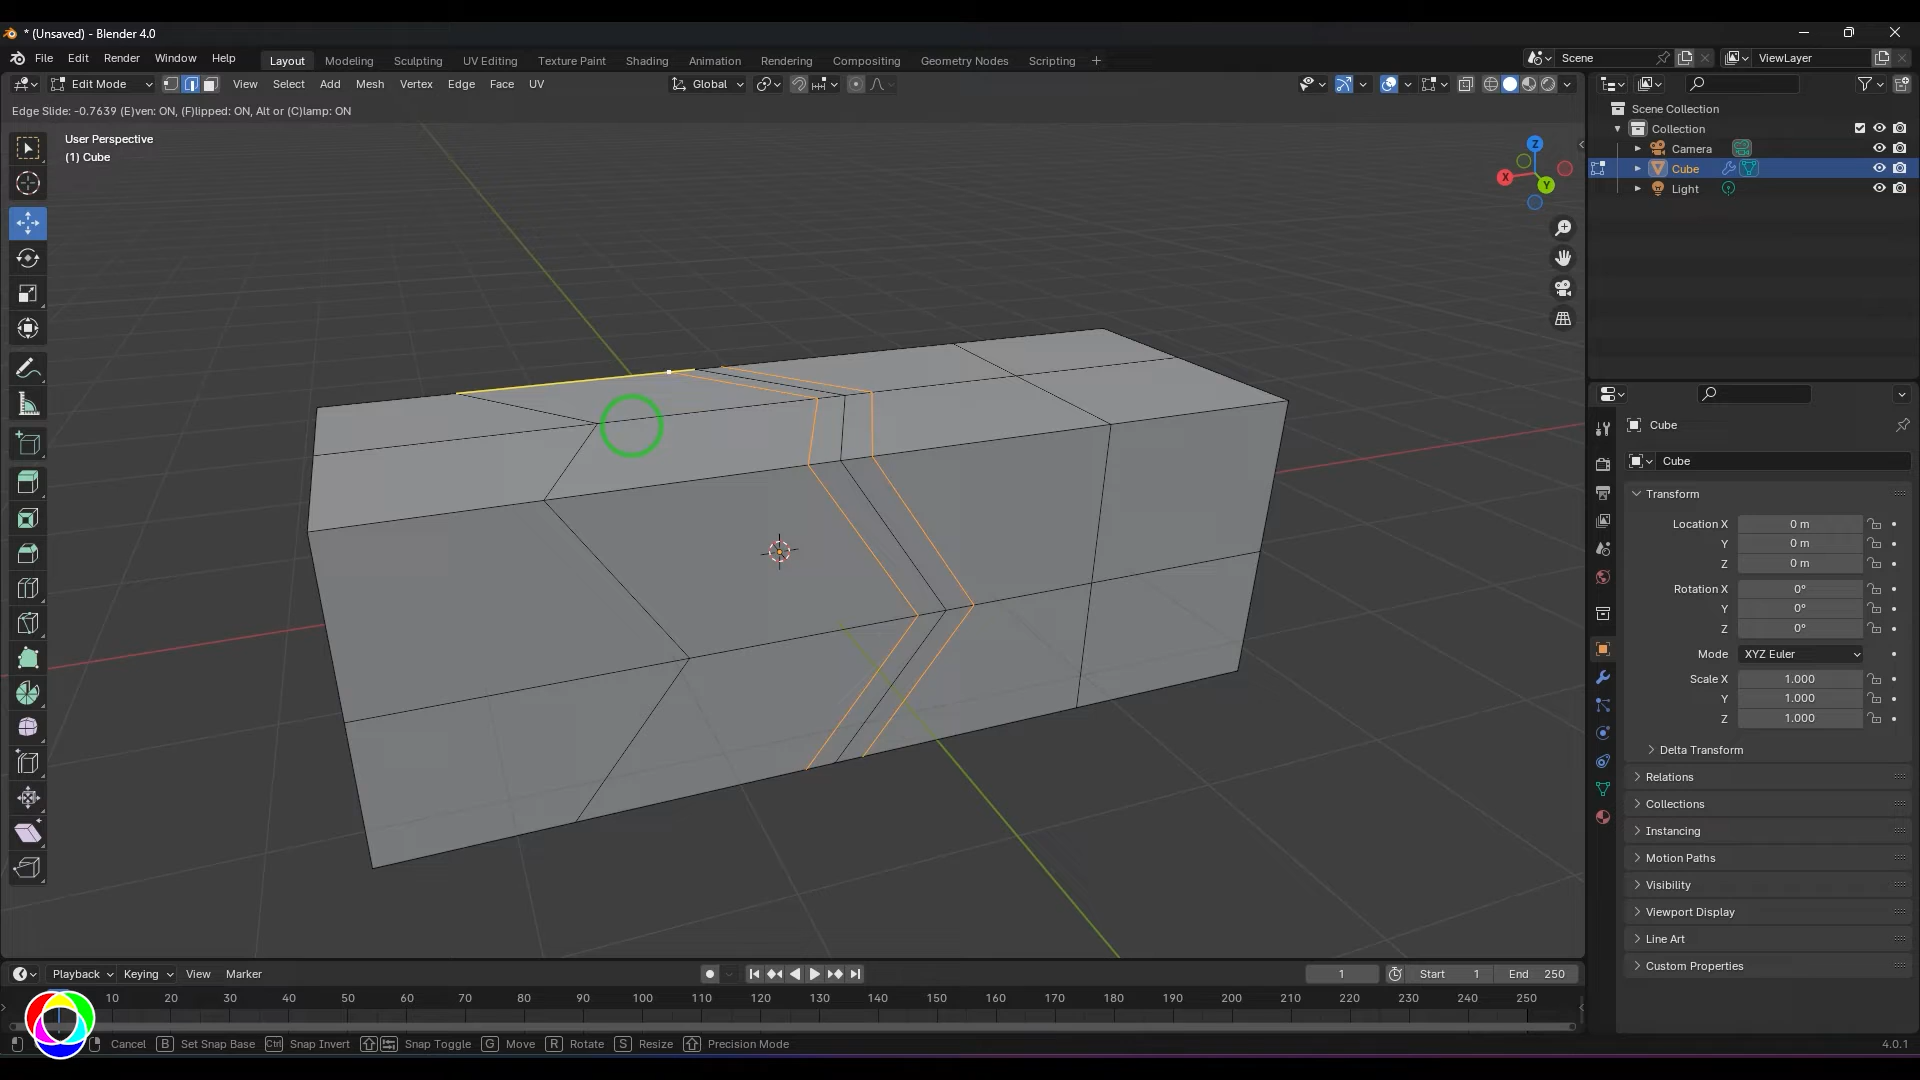 * (Unsaved) - Blender 4.0
File Edit Render Window Help Layout Modeling Sculpting UV Editing Texture Paint Shading Animation Rendering Compositing Geometry Nodes Scripting + Scene ViewLayer
Edit Mode View Select Add Mesh Vertex Edge Face UV Global
Edge Slide: -0.7639 (E)ven: ON, (F)lipped: ON, Alt or (C)lamp: ON
User Perspective
(1) Cube
Z
X
Y
Scene Collection
Collection
Camera
Cube
Light
Cube
Cube
Transform
Location X 0 m
Y 0 m
Z 0 m
Rotation X 0°
Y 0°
Z 0°
Mode XYZ Euler
Scale X 1.000
Y 1.000
Z 1.000
Delta Transform
Relations
Collections
Instancing
Motion Paths
Visibility
Viewport Display
Line Art
Custom Properties
Playback Keying View Marker 1 Start 1 End 250
10 20 30 40 50 60 70 80 90 100 110 120 130 140 150 160 170 180 190 200 210 220 230 240 250
Cancel B Set Snap Base Ctrl Snap Invert Snap Toggle G Move R Rotate S Resize Precision Mode 4.0.1